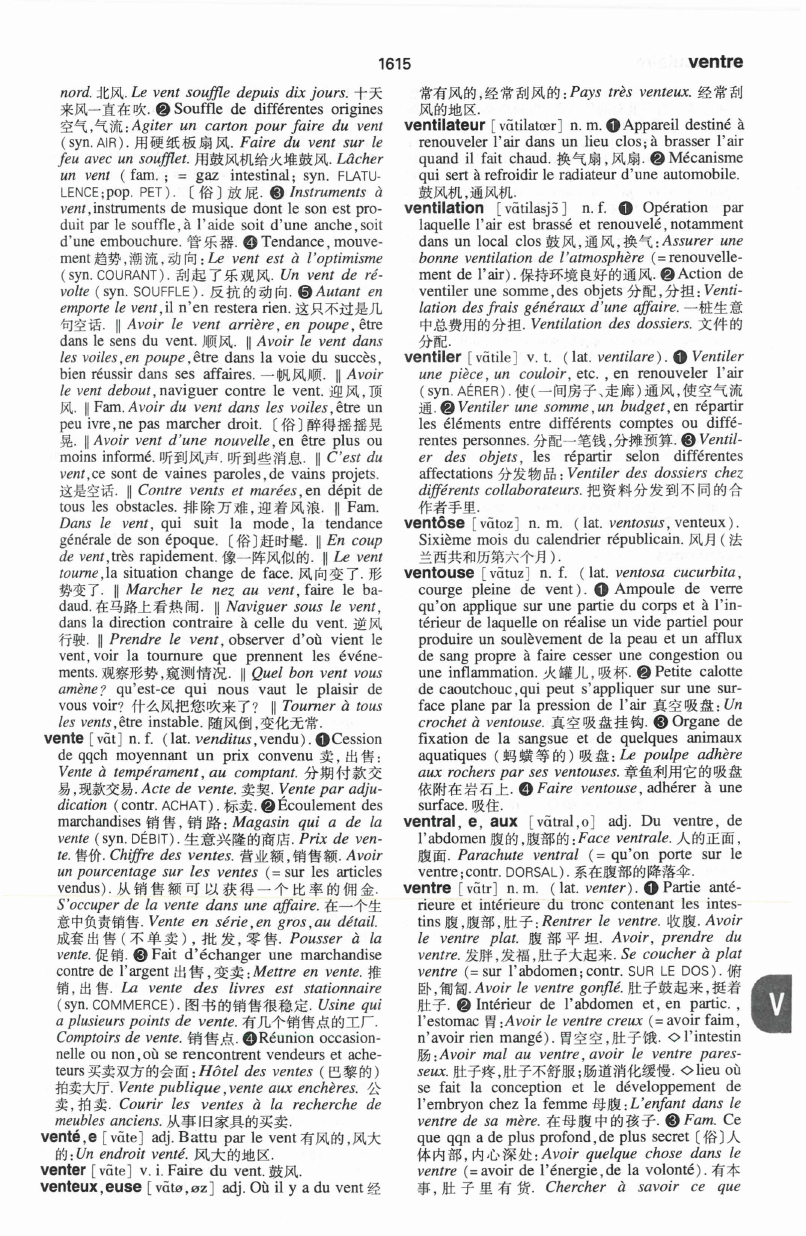 1615
ventre
nord. 北风. Le vent souffle depuis dix jours. 十天
来风一直在吹. ❷ Souffle de différentes origines
空气,气流: Agiter un carton pour faire du vent
(syn. AIR). 用硬纸板扇风. Faire du vent sur le
feu avec un soufflet. 用鼓风机给火堆鼓风. Lâcher
un vent (fam.; = gaz intestinal; syn. FLATU-
LENCE; pop. PET). 〔俗〕放屁. ❸ Instruments à
vent, instruments de musique dont le son est pro-
duit par le souffle, à l'aide soit d'une anche, soit
d'une embouchure. 管乐器. ❹ Tendance, mouve-
ment 趋势,潮流,动向: Le vent est à l'optimisme
(syn. COURANT). 刮起了乐观风. Un vent de ré-
volte (syn. SOUFFLE). 反抗的动向. ❺ Autant en
emporte le vent, il n'en restera rien. 这只不过是几
句空话. ‖ Avoir le vent arrière, en poupe, être
dans le sens du vent. 顺风. ‖ Avoir le vent dans
les voiles, en poupe, être dans la voie du succès,
bien réussir dans ses affaires. 一帆风顺. ‖ Avoir
le vent debout, naviguer contre le vent. 迎风,顶
风. ‖ Fam. Avoir du vent dans les voiles, être un
peu ivre, ne pas marcher droit. 〔俗〕醉得摇摇晃
晃. ‖ Avoir vent d'une nouvelle, en être plus ou
moins informé. 听到风声. 听到些消息. ‖ C'est du
vent, ce sont de vaines paroles, de vains projets.
这是空话. ‖ Contre vents et marées, en dépit de
tous les obstacles. 排除万难,迎着风浪. ‖ Fam.
Dans le vent, qui suit la mode, la tendance
générale de son époque. 〔俗〕赶时髦. ‖ En coup
de vent, très rapidement. 像一阵风似的. ‖ Le vent
tourne, la situation change de face. 风向变了. 形
势变了. ‖ Marcher le nez au vent, faire le ba-
daud. 在马路上看热闹. ‖ Naviguer sous le vent,
dans la direction contraire à celle du vent. 逆风
行驶. ‖ Prendre le vent, observer d'où vient le
vent, voir la tournure que prennent les événe-
ments. 观察形势,窥测情况. ‖ Quel bon vent vous
amène? qu'est-ce qui nous vaut le plaisir de
vous voir? 什么风把您吹来了? ‖ Tourner à tous
les vents, être instable. 随风倒,变化无常.
vente [vɑ̃t] n. f. (lat. venditus, vendu). ❶ Cession
de qqch moyennant un prix convenu 卖,出售:
Vente à tempérament, au comptant. 分期付款交
易,现款交易. Acte de vente. 卖契. Vente par adju-
dication (contr. ACHAT). 标卖. ❷ Écoulement des
marchandises 销售,销路: Magasin qui a de la
vente (syn. DÉBIT). 生意兴隆的商店. Prix de ven-
te. 售价. Chiffre des ventes. 营业额,销售额. Avoir
un pourcentage sur les ventes (= sur les articles
vendus). 从销售额可以获得一个比率的佣金.
S'occuper de la vente dans une affaire. 在一个生
意中负责销售. Vente en série, en gros, au détail.
成套出售(不单卖), 批发, 零售. Pousser à la
vente. 促销. ❸ Fait d'échanger une marchandise
contre de l'argent 出售,变卖: Mettre en vente. 推
销,出售. La vente des livres est stationnaire
(syn. COMMERCE). 图书的销售很稳定. Usine qui
a plusieurs points de vente. 有几个销售点的工厂.
Comptoirs de vente. 销售点. ❹ Réunion occasion-
nelle ou non, où se rencontrent vendeurs et ache-
teurs 买卖双方的会面: Hôtel des ventes (巴黎的)
拍卖大厅. Vente publique, vente aux enchères. 公
卖,拍卖. Courir les ventes à la recherche de
meubles anciens. 从事旧家具的买卖.
venté,e [vɑ̃te] adj. Battu par le vent 有风的,风大
的: Un endroit venté. 风大的地区.
venter [vɑ̃te] v. i. Faire du vent. 鼓风.
venteux,euse [vɑ̃tø,øz] adj. Où il y a du vent 经
常有风的,经常刮风的: Pays très venteux. 经常刮
风的地区.
ventilateur [vɑ̃tilatœr] n. m. ❶ Appareil destiné à
renouveler l'air dans un lieu clos; à brasser l'air
quand il fait chaud. 换气扇,风扇. ❷ Mécanisme
qui sert à refroidir le radiateur d'une automobile.
鼓风机,通风机.
ventilation [vɑ̃tilasjɔ̃] n. f. ❶ Opération par
laquelle l'air est brassé et renouvelé, notamment
dans un local clos 鼓风,通风,换气: Assurer une
bonne ventilation de l'atmosphère (= renouvelle-
ment de l'air). 保持环境良好的通风. ❷ Action de
ventiler une somme, des objets 分配,分担: Venti-
lation des frais généraux d'une affaire. 一桩生意
中总费用的分担. Ventilation des dossiers. 文件的
分配.
ventiler [vɑ̃tile] v. t. (lat. ventilare). ❶ Ventiler
une pièce, un couloir, etc., en renouveler l'air
(syn. AÉRER). 使(一间房子、走廊)通风,使空气流
通. ❷ Ventiler une somme, un budget, en répartir
les éléments entre différents comptes ou diffé-
rentes personnes. 分配一笔钱,分摊预算. ❸ Ventil-
er des objets, les répartir selon différentes
affectations 分发物品: Ventiler des dossiers chez
différents collaborateurs. 把资料分发到不同的合
作者手里.
ventôse [vɑ̃toz] n. m. (lat. ventosus, venteux).
Sixième mois du calendrier républicain. 风月(法
兰西共和历第六个月).
ventouse [vɑ̃tuz] n. f. (lat. ventosa cucurbita,
courge pleine de vent). ❶ Ampoule de verre
qu'on applique sur une partie du corps et à l'in-
térieur de laquelle on réalise un vide partiel pour
produire un soulèvement de la peau et un afflux
de sang propre à faire cesser une congestion ou
une inflammation. 火罐儿,吸杯. ❷ Petite calotte
de caoutchouc, qui peut s'appliquer sur une sur-
face plane par la pression de l'air 真空吸盘: Un
crochet à ventouse. 真空吸盘挂钩. ❸ Organe de
fixation de la sangsue et de quelques animaux
aquatiques (蚂蟥等的)吸盘: Le poulpe adhère
aux rochers par ses ventouses. 章鱼利用它的吸盘
依附在岩石上. ❹ Faire ventouse, adhérer à une
surface. 吸住.
ventral, e, aux [vɑ̃tral,o] adj. Du ventre, de
l'abdomen 腹的,腹部的: Face ventrale. 人的正面,
腹面. Parachute ventral (= qu'on porte sur le
ventre; contr. DORSAL). 系在腹部的降落伞.
ventre [vɑ̃tr] n. m. (lat. venter). ❶ Partie anté-
rieure et intérieure du tronc contenant les intes-
tins 腹,腹部,肚子: Rentrer le ventre. 收腹. Avoir
le ventre plat. 腹部平坦. Avoir, prendre du
ventre. 发胖,发福,肚子大起来. Se coucher à plat
ventre (= sur l'abdomen; contr. SUR LE DOS). 俯
卧,匍匐. Avoir le ventre gonflé. 肚子鼓起来,挺着
肚子. ❷ Intérieur de l'abdomen et, en partic.,
l'estomac 胃: Avoir le ventre creux (= avoir faim,
n'avoir rien mangé). 胃空空,肚子饿. ◇ l'intestin
肠: Avoir mal au ventre, avoir le ventre pares-
seux. 肚子疼,肚子不舒服;肠道消化缓慢. ◇ lieu où
se fait la conception et le développement de
l'embryon chez la femme 母腹: L'enfant dans le
ventre de sa mère. 在母腹中的孩子. ❸ Fam. Ce
que qqn a de plus profond, de plus secret 〔俗〕人
体内部,内心深处: Avoir quelque chose dans le
ventre (= avoir de l'énergie, de la volonté). 有本
事,肚子里有货. Chercher à savoir ce que
V